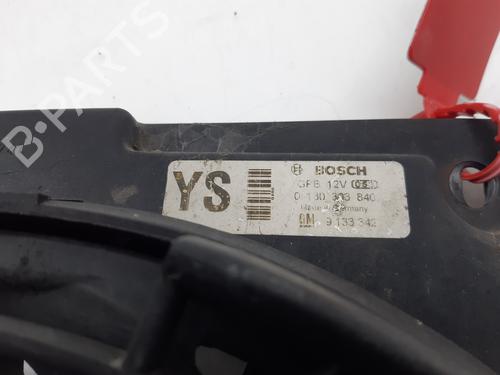 B-PARTS
YS
BOSCH
GPB 12V
0 130 303 840
Made in Germany
GM 9 133 342